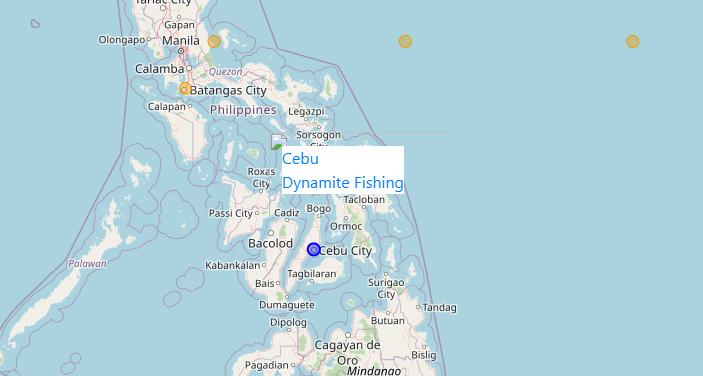 Tarlac City
Gapan
Olongapo
Manila
Quezon
Calamba
Batangas City
Calapan
Philippines
Legazpi
Sorsogon
City
Cebu
Dynamite Fishing
Roxas
City
Tacloban
Passi City
Cadiz
Bogo
Ormoc
Bacolod
Cebu City
Palawan
Kabankalan
Tagbilaran
Bais
Surigao
City
Dumaguete
Tandag
Dipolog
Butuan
Cagayan de
Oro
Bislig
Pagadian
Mindanao